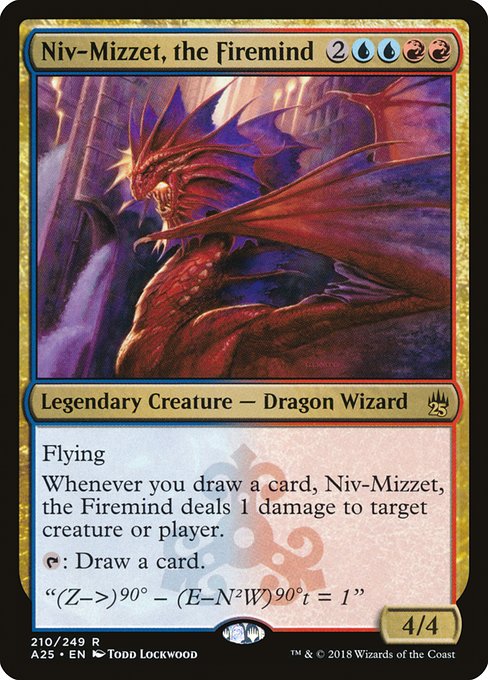 Niv-Mizzet, the Firemind 2
Legendary Creature — Dragon Wizard
25
Flying
Whenever you draw a card, Niv-Mizzet,
the Firemind deals 1 damage to target
creature or player.
: Draw a card.
“(Z–>)90° – (E–N²W)90°t = 1”
4/4
210/249 R
A25 • EN Todd Lockwood
™ & © 2018 Wizards of the Coast